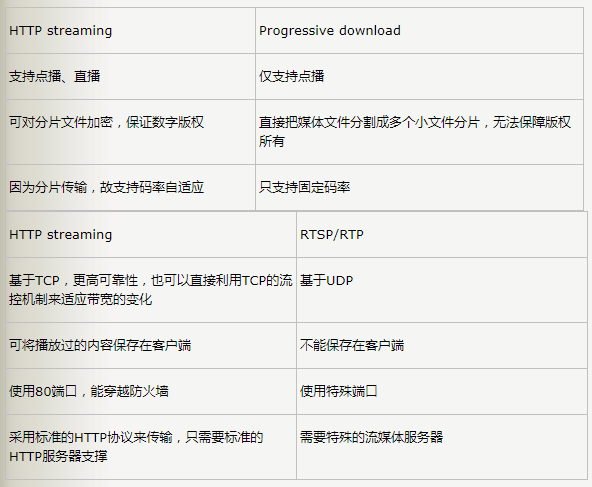 HTTP streaming
Progressive download
支持点播、直播
仅支持点播
可对分片文件加密，保证数字版权
直接把媒体文件分割成多个小文件分片，无法保障版权
所有
因为分片传输，故支持码率自适应
只支持固定码率
HTTP streaming
RTSP/RTP
基于TCP，更高可靠性，也可以直接利用TCP的流
控机制来适应带宽的变化
基于UDP
可将播放过的内容保存在客户端
不能保存在客户端
使用80端口，能穿越防火墙
使用特殊端口
采用标准的HTTP协议来传输，只需要标准的
HTTP服务器支撑
需要特殊的流媒体服务器